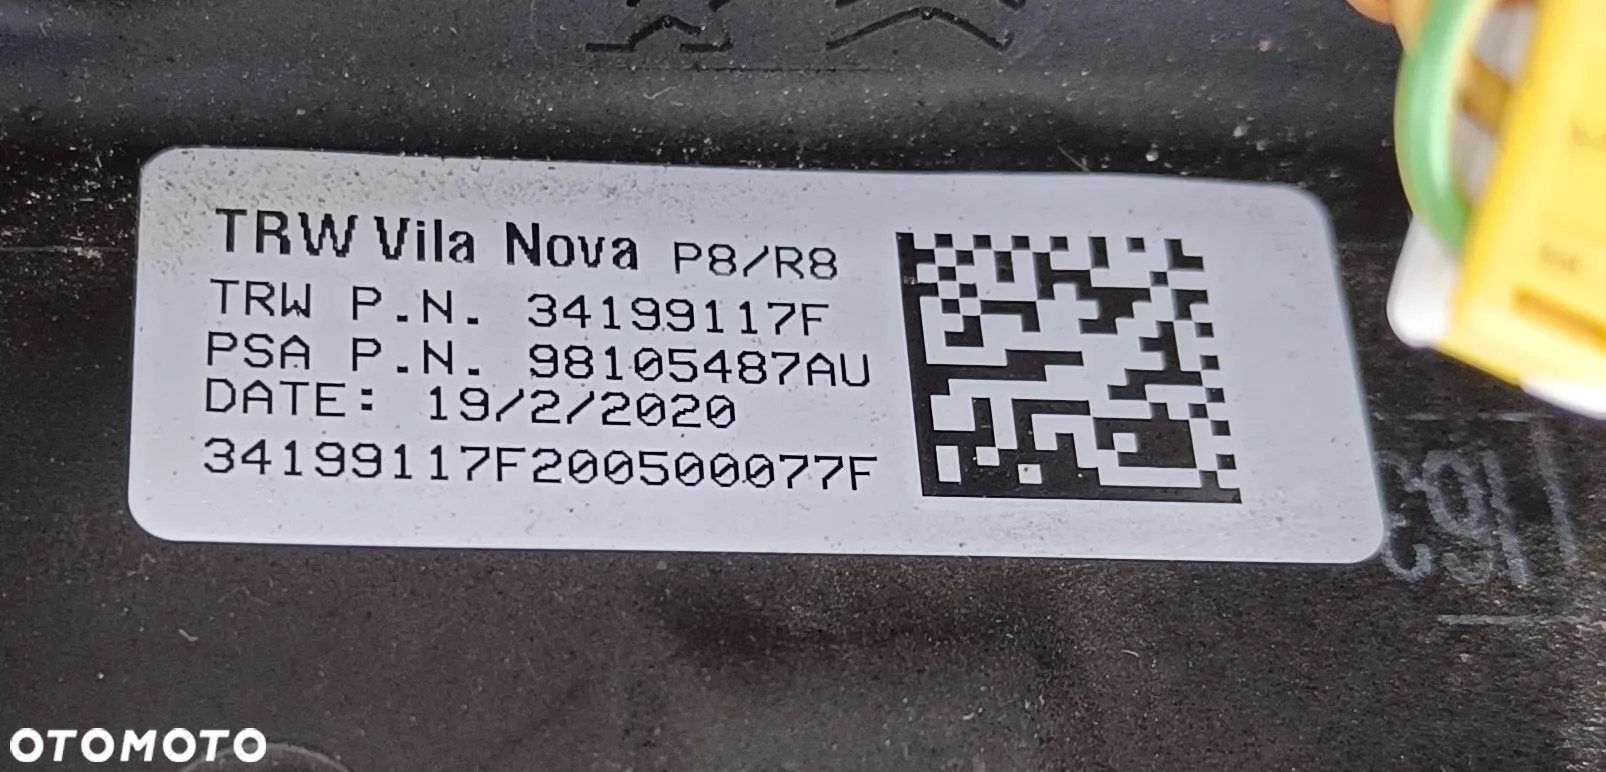 TRW Vila Nova P8/R8
TRW P.N. 34199117F
PSA P.N. 98105487AU
DATE: 19/2/2020
34199117F200500077F
OTOMOTO